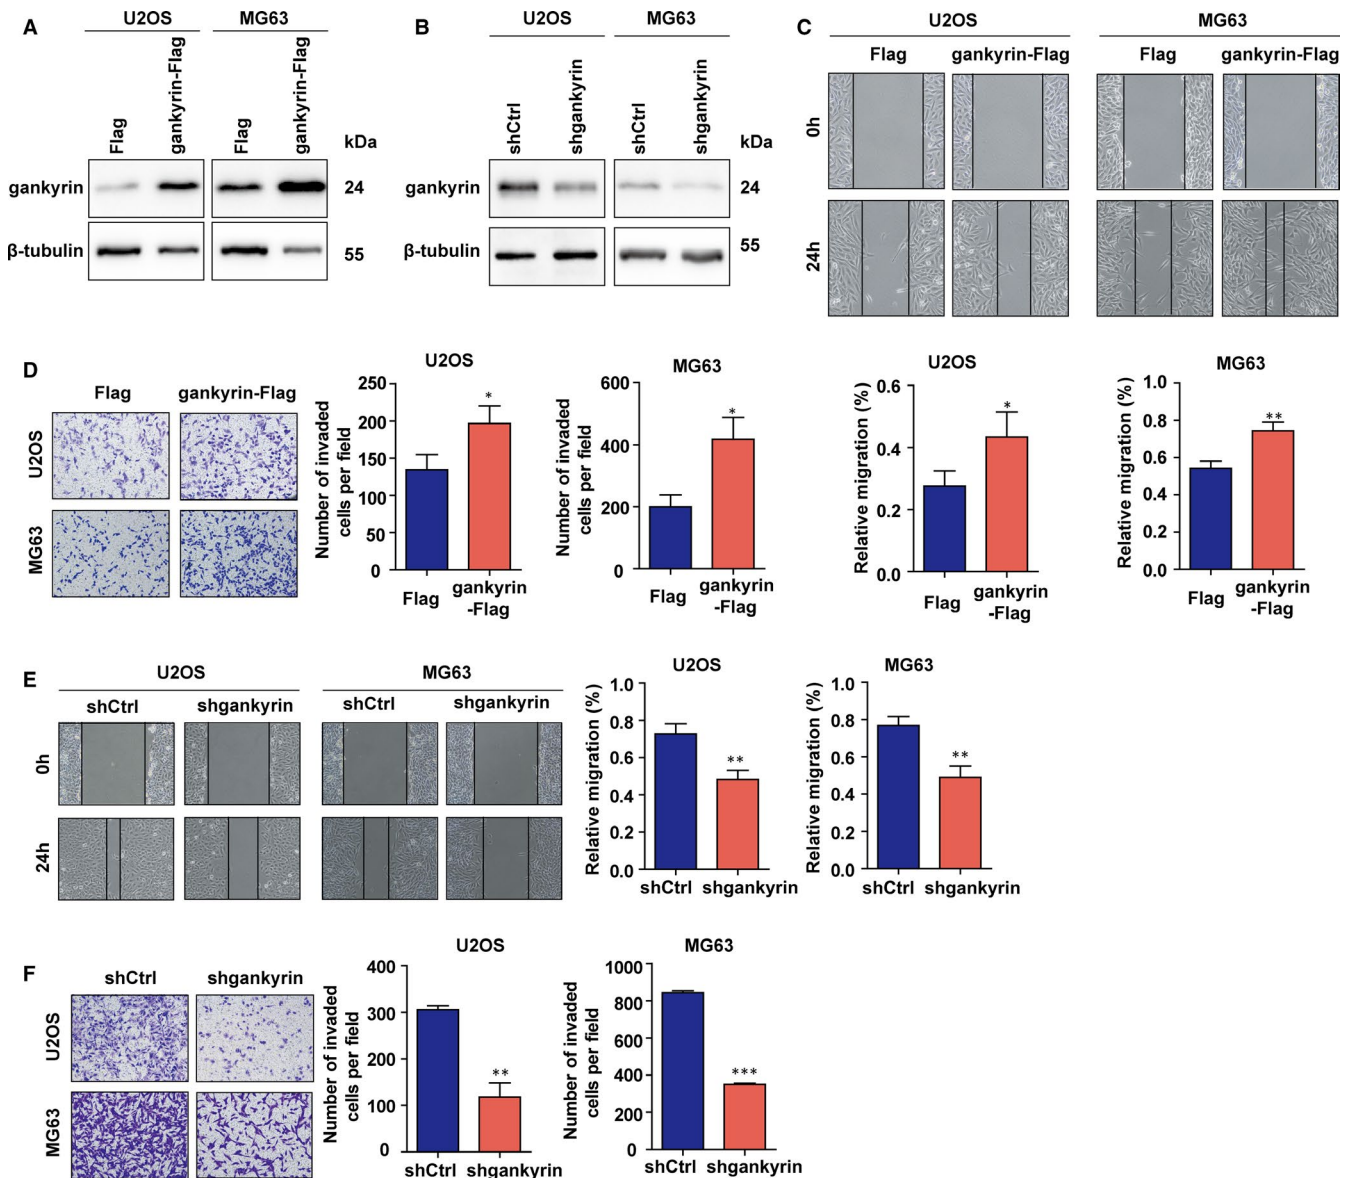 A
U2OS MG63
Flag
gankyrin-Flag
Flag
gankyrin-Flag
kDa
gankyrin 24
β-tubulin 55
B
U2OS MG63
shCtrl
shgankyrin
shCtrl
shgankyrin
kDa
gankyrin 24
β-tubulin 55
C
U2OS MG63
Flag gankyrin-Flag Flag gankyrin-Flag
0h
24h
U2OS
Relative migration (%)
0.6
0.4
0.2
0.0
*
Flag gankyrin
-Flag
MG63
Relative migration (%)
1.0
0.8
0.6
0.4
0.2
0.0
**
Flag gankyrin
-Flag
D
Flag gankyrin-Flag
U2OS
MG63
U2OS
Number of invaded
cells per field
250
200
150
100
50
0
*
Flag gankyrin
-Flag
MG63
Number of invaded
cells per field
600
400
200
0
*
Flag gankyrin
-Flag
E
U2OS MG63
shCtrl shgankyrin shCtrl shgankyrin
0h
24h
U2OS
Relative migration (%)
1.0
0.8
0.6
0.4
0.2
0.0
**
shCtrl shgankyrin
MG63
Relative migration (%)
1.0
0.8
0.6
0.4
0.2
0.0
**
shCtrl shgankyrin
F
shCtrl shgankyrin
U2OS
MG63
U2OS
Number of invaded
cells per field
400
300
200
100
0
**
shCtrl shgankyrin
MG63
Number of invaded
cells per field
1000
800
600
400
200
0
***
shCtrl shgankyrin